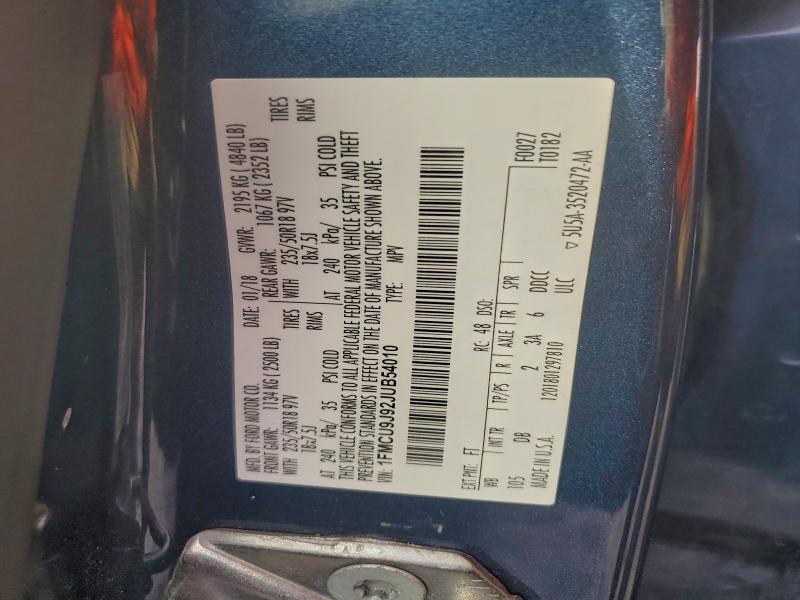 MFD. BY FORD MOTOR CO.
DATE: 01/18 GVWR: 2195 KG ( 4840 LB)
FRONT GAWR: 1134 KG ( 2500 LB) REAR GAWR: 1067 KG ( 2352 LB)
WITH 235/50R18 97V TIRES WITH 235/50R18 97V TIRES
18x7.5J RIMS 18x7.5J RIMS
AT 240 kPa/ 35 PSI COLD AT 240 kPa/ 35 PSI COLD
THIS VEHICLE CONFORMS TO ALL APPLICABLE FEDERAL MOTOR VEHICLE SAFETY AND THEFT
PREVENTION STANDARDS IN EFFECT ON THE DATE OF MANUFACTURE SHOWN ABOVE.
VIN: 1FMCU9J92JUB54010 TYPE: MPV
EXT PNT: FT RC: 48 DSO: F0027
WB INT TR TP/PS R AXLE TR SPR T0182
105 DB 2 3A 6 DDCC
MADE IN U.S.A. 1201801297810 ULC
▽ 5U5A-3520472-AA